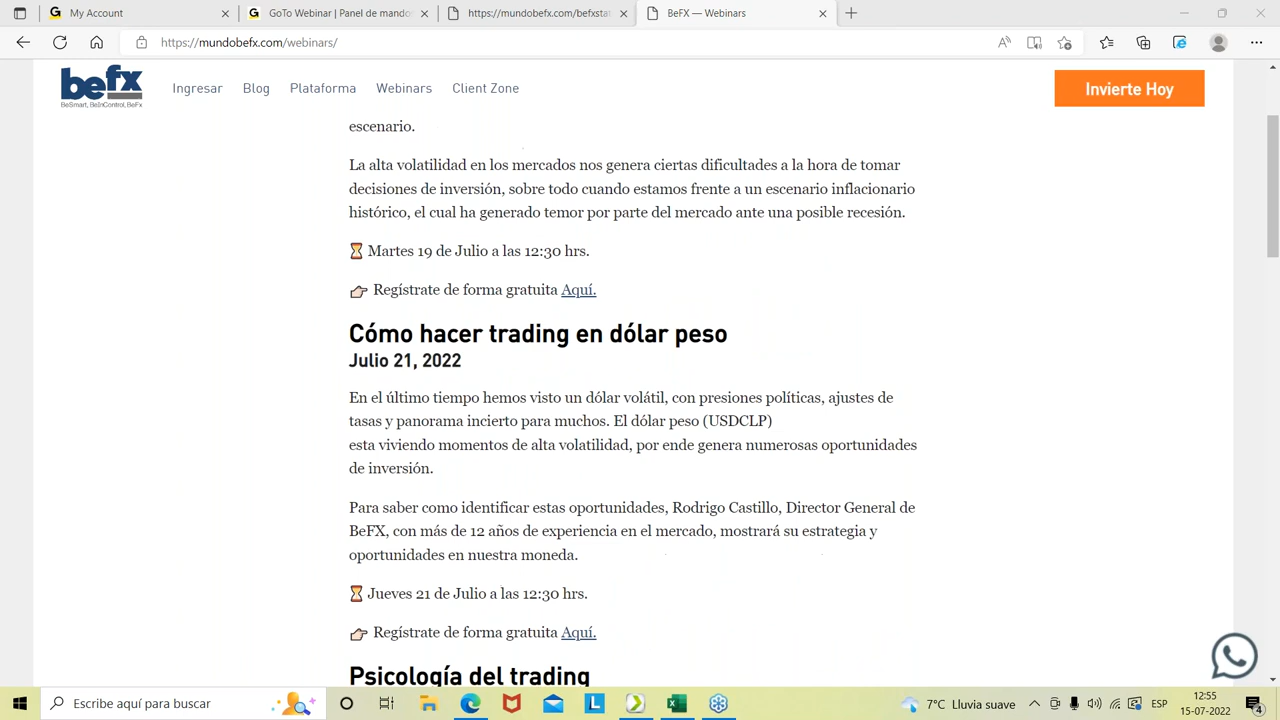 My Account
GoTo Webinar | Panel de mando
https://mundobefx.com/befxstat
BeFX — Webinars
https://mundobefx.com/webinars/
befx
BeSmart, BeInControl, BeFx
Ingresar
Blog
Plataforma
Webinars
Client Zone
Invierte Hoy
escenario.
La alta volatilidad en los mercados nos genera ciertas dificultades a la hora de tomar
decisiones de inversión, sobre todo cuando estamos frente a un escenario inflacionario
histórico, el cual ha generado temor por parte del mercado ante una posible recesión.
Martes 19 de Julio a las 12:30 hrs.
Regístrate de forma gratuita Aquí.
Cómo hacer trading en dólar peso
Julio 21, 2022
En el último tiempo hemos visto un dólar volátil, con presiones políticas, ajustes de
tasas y panorama incierto para muchos. El dólar peso (USDCLP)
esta viviendo momentos de alta volatilidad, por ende genera numerosas oportunidades
de inversión.
Para saber como identificar estas oportunidades, Rodrigo Castillo, Director General de
BeFX, con más de 12 años de experiencia en el mercado, mostrará su estrategia y
oportunidades en nuestra moneda.
Jueves 21 de Julio a las 12:30 hrs.
Regístrate de forma gratuita Aquí.
Psicología del trading
Escribe aquí para buscar
7°C Lluvia suave
ESP
12:55
15-07-2022
4